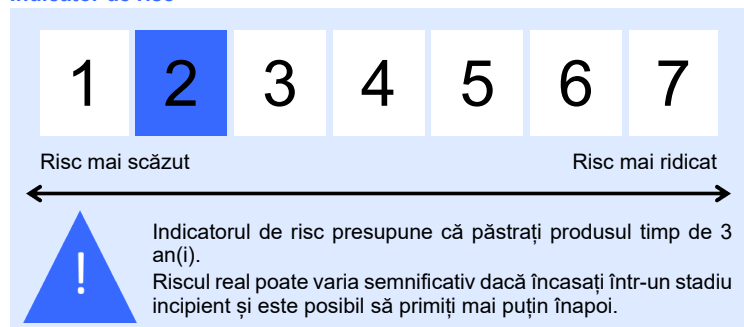 Indicator de risc
1 2 3 4 5 6 7
Risc mai scăzut Risc mai ridicat
!
Indicatorul de risc presupune că păstrați produsul timp de 3
an(i).
Riscul real poate varia semnificativ dacă încasați într-un stadiu
incipient și este posibil să primiți mai puțin înapoi.